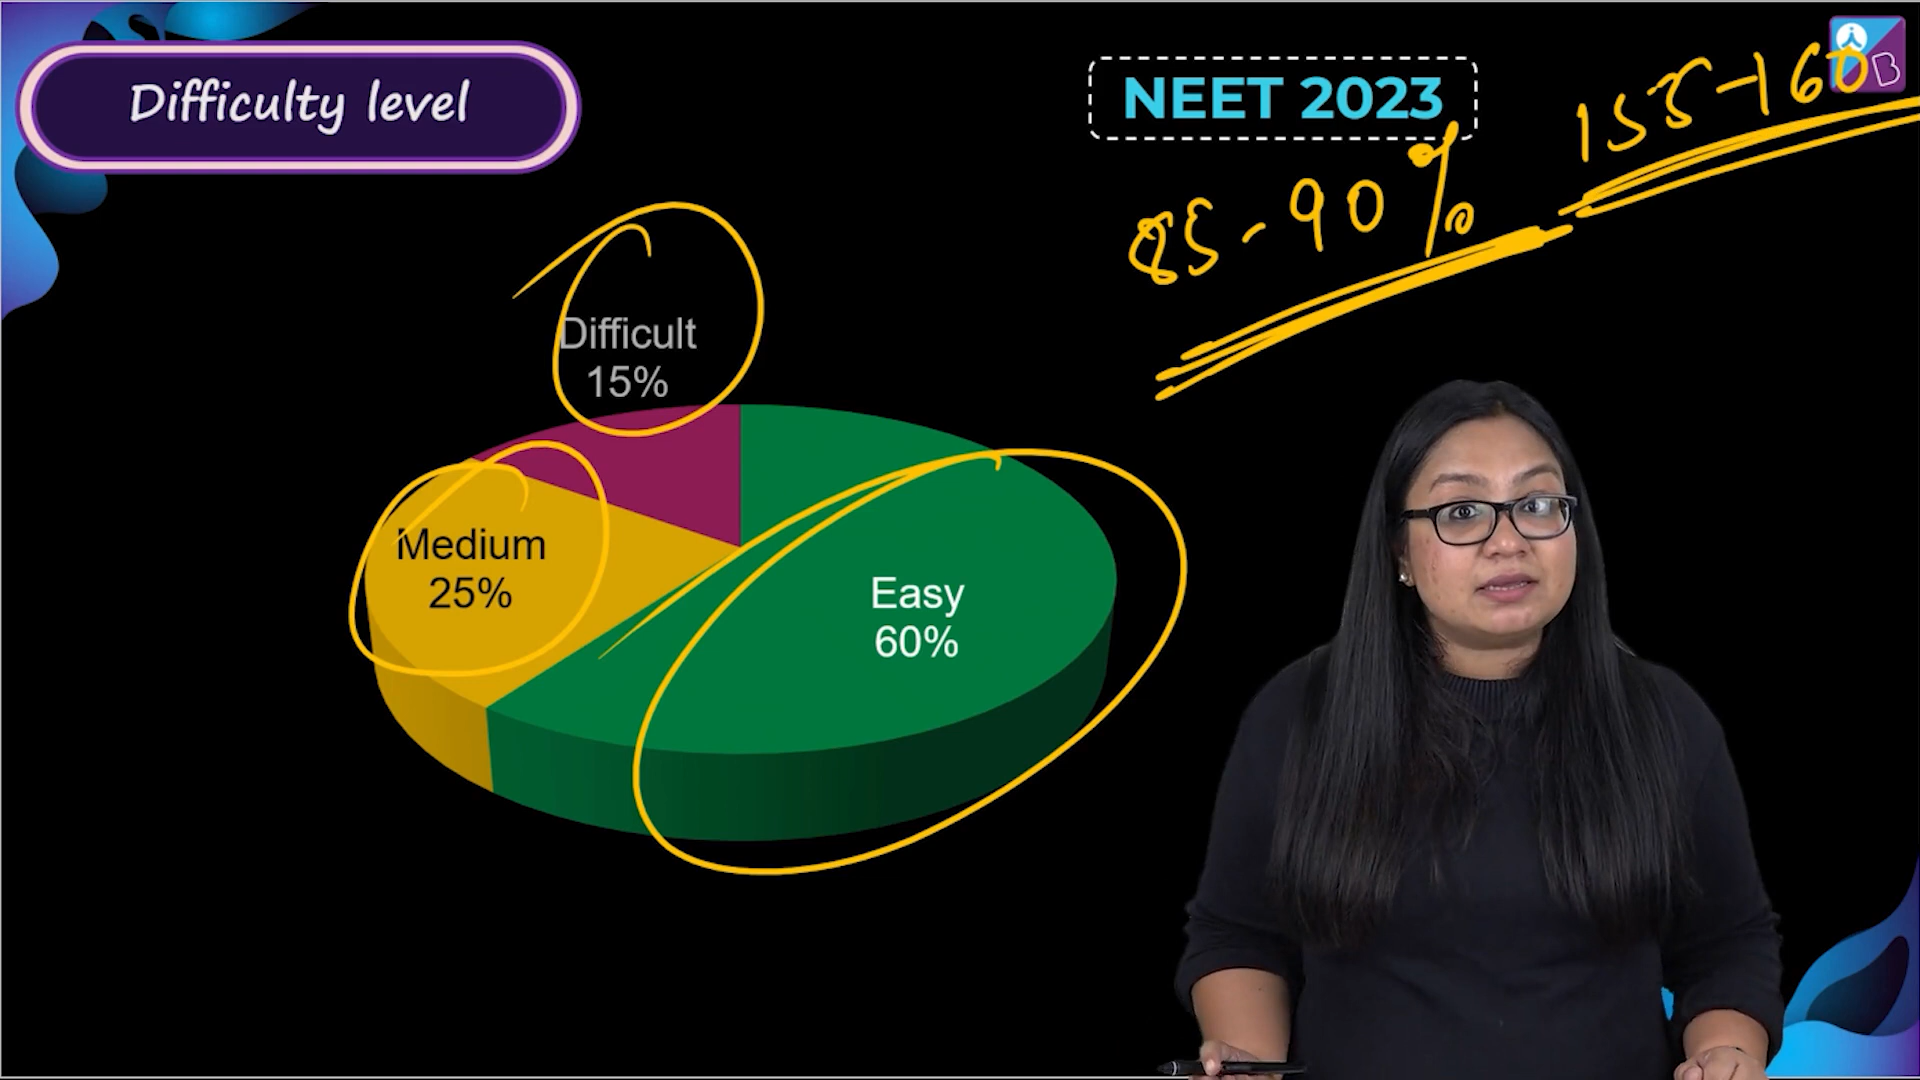 Difficulty level
NEET 2023
155-160
85-90%
Difficult
15%
Medium
25%
Easy
60%
B